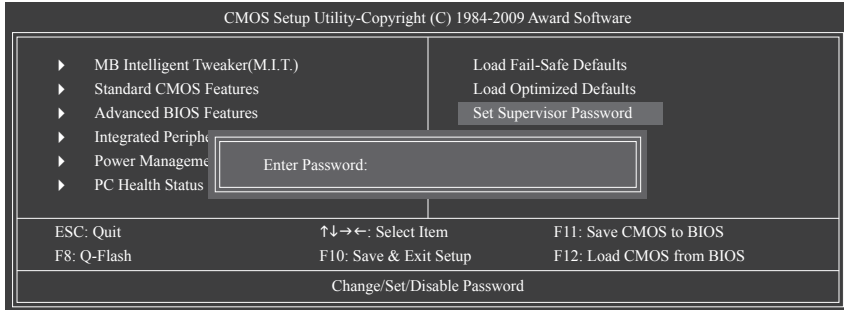 CMOS Setup Utility-Copyright (C) 1984-2009 Award Software
MB Intelligent Tweaker(M.I.T.)
Standard CMOS Features
Advanced BIOS Features
Integrated Periphe
Power Manageme
PC Health Status
Load Fail-Safe Defaults
Load Optimized Defaults
Set Supervisor Password
Enter Password:
ESC: Quit
↑↓→←: Select Item
F11: Save CMOS to BIOS
F8: Q-Flash
F10: Save & Exit Setup
F12: Load CMOS from BIOS
Change/Set/Disable Password